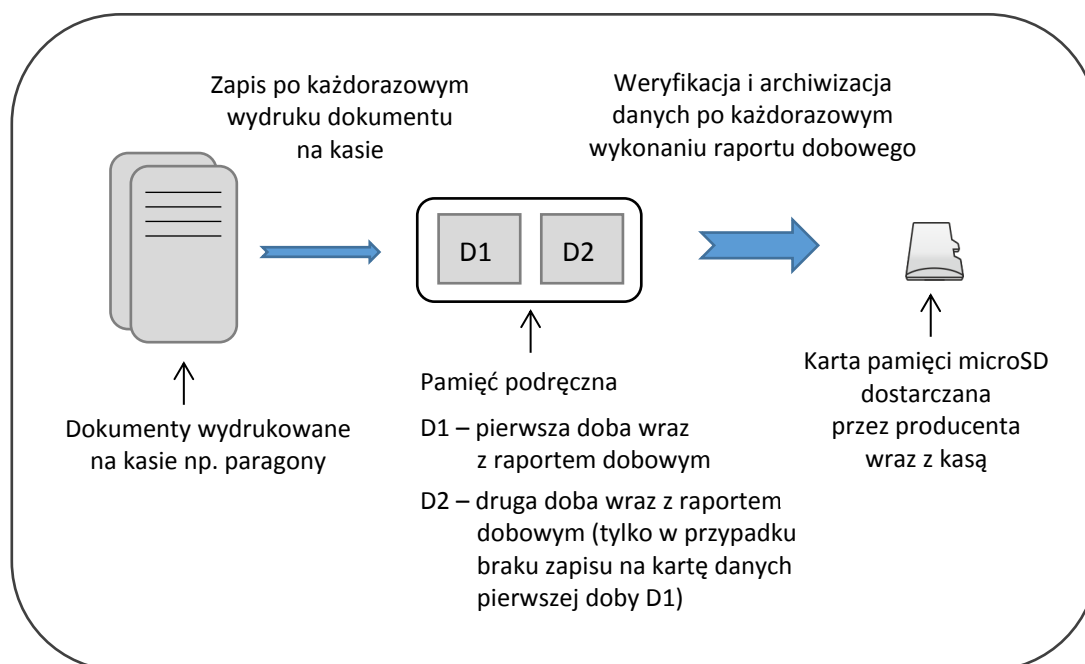 Zapis po każdorazowym
wydruku dokumentu
na kasie
Weryfikacja i archiwizacja
danych po każdorazowym
wykonaniu raportu dobowego
D1
D2
Dokumenty wydrukowane
na kasie np. paragony
Pamięć podręczna
D1 – pierwsza doba wraz
z raportem dobowym
D2 – druga doba wraz z raportem
dobowym (tylko w przypadku
braku zapisu na kartę danych
pierwszej doby D1)
Karta pamięci microSD
dostarczana
przez producenta
wraz z kasą